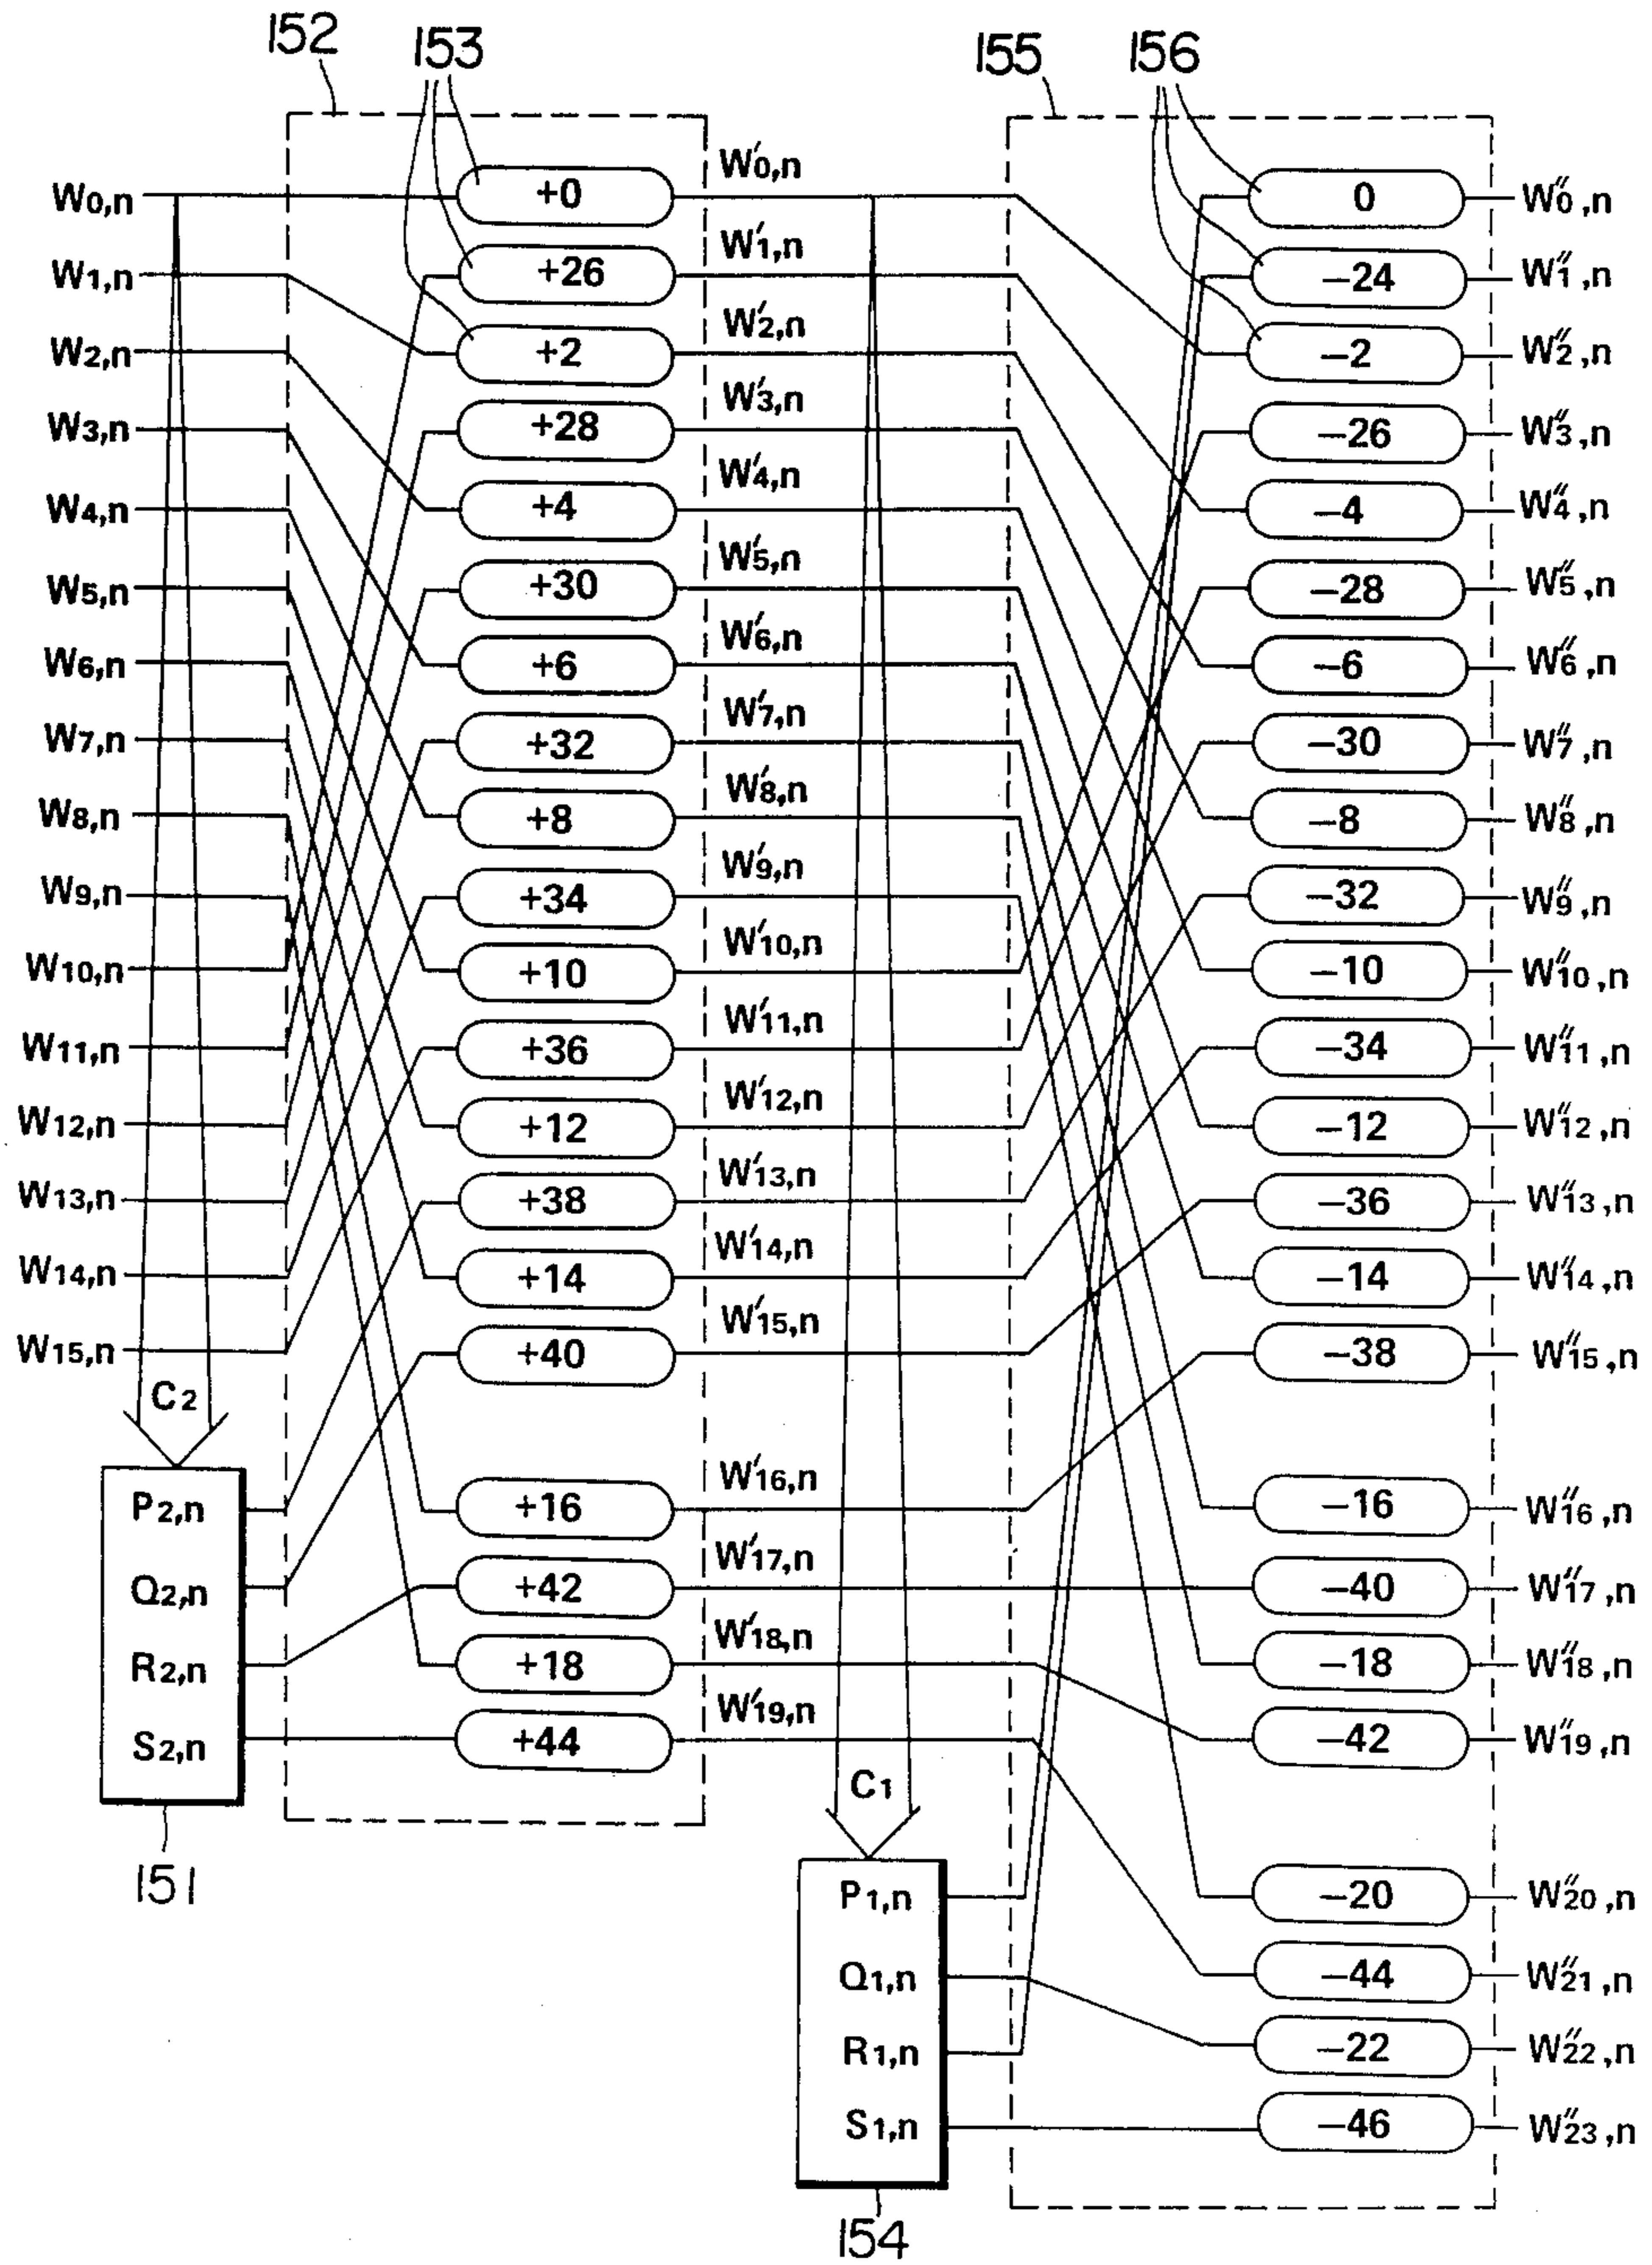 152 153 155 156
W0,n +0 W′0,n 0 W″0,n
W1,n +26 W′1,n −24 W″1,n
W2,n +2 W′2,n −2 W″2,n
W3,n +28 W′3,n −26 W″3,n
W4,n +4 W′4,n −4 W″4,n
W5,n +30 W′5,n −28 W″5,n
W6,n +6 W′6,n −6 W″6,n
W7,n +32 W′7,n −30 W″7,n
W8,n +8 W′8,n −8 W″8,n
W9,n +34 W′9,n −32 W″9,n
W10,n +10 W′10,n −10 W″10,n
W11,n +36 W′11,n −34 W″11,n
W12,n +12 W′12,n −12 W″12,n
W13,n +38 W′13,n −36 W″13,n
W14,n +14 W′14,n −14 W″14,n
W15,n +40 W′15,n −38 W″15,n
C2
P2,n +16 W′16,n −16 W″16,n
Q2,n +42 W′17,n −40 W″17,n
R2,n +18 W′18,n −18 W″18,n
S2,n +44 W′19,n −42 W″19,n
C1
151
P1,n −20 W″20,n
Q1,n −44 W″21,n
R1,n −22 W″22,n
S1,n −46 W″23,n
154